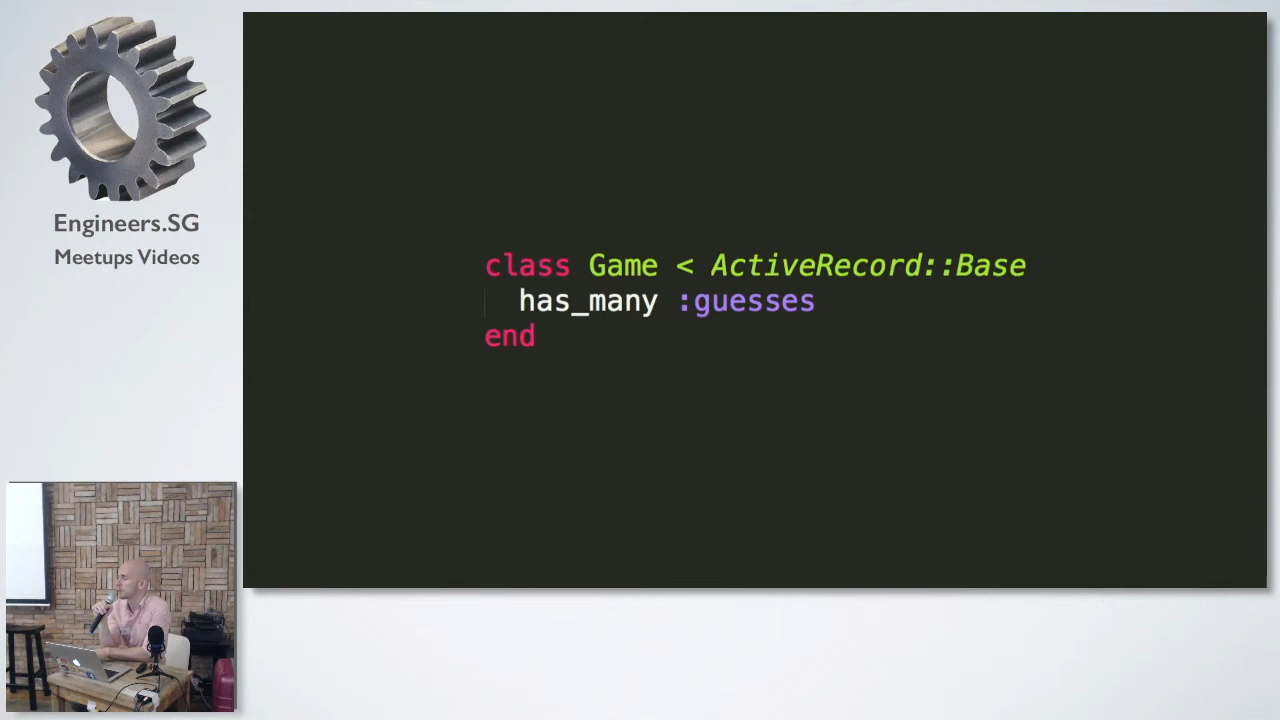 Engineers.SG
Meetups Videos
class Game < ActiveRecord::Base
has_many :guesses
end